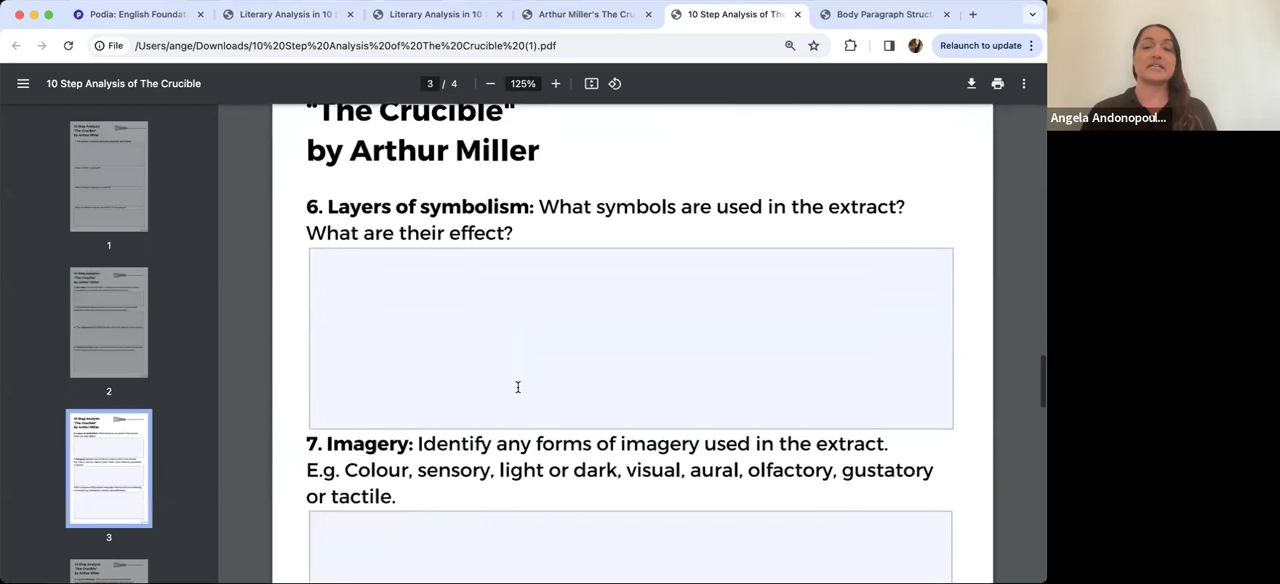 Podia: English Foundat
Literary Analysis in 10
Literary Analysis in 10
Arthur Miller's The Cru
10 Step Analysis of The
Body Paragraph Struct
File
/Users/ange/Downloads/10%20Step%20Analysis%20of%20The%20Crucible%20(1).pdf
Relaunch to update
10 Step Analysis of The Crucible
3 / 4
125%
Angela Andonopoul...
1
2
3
"The Crucible"
by Arthur Miller
6. Layers of symbolism: What symbols are used in the extract?
What are their effect?
7. Imagery: Identify any forms of imagery used in the extract.
E.g. Colour, sensory, light or dark, visual, aural, olfactory, gustatory
or tactile.